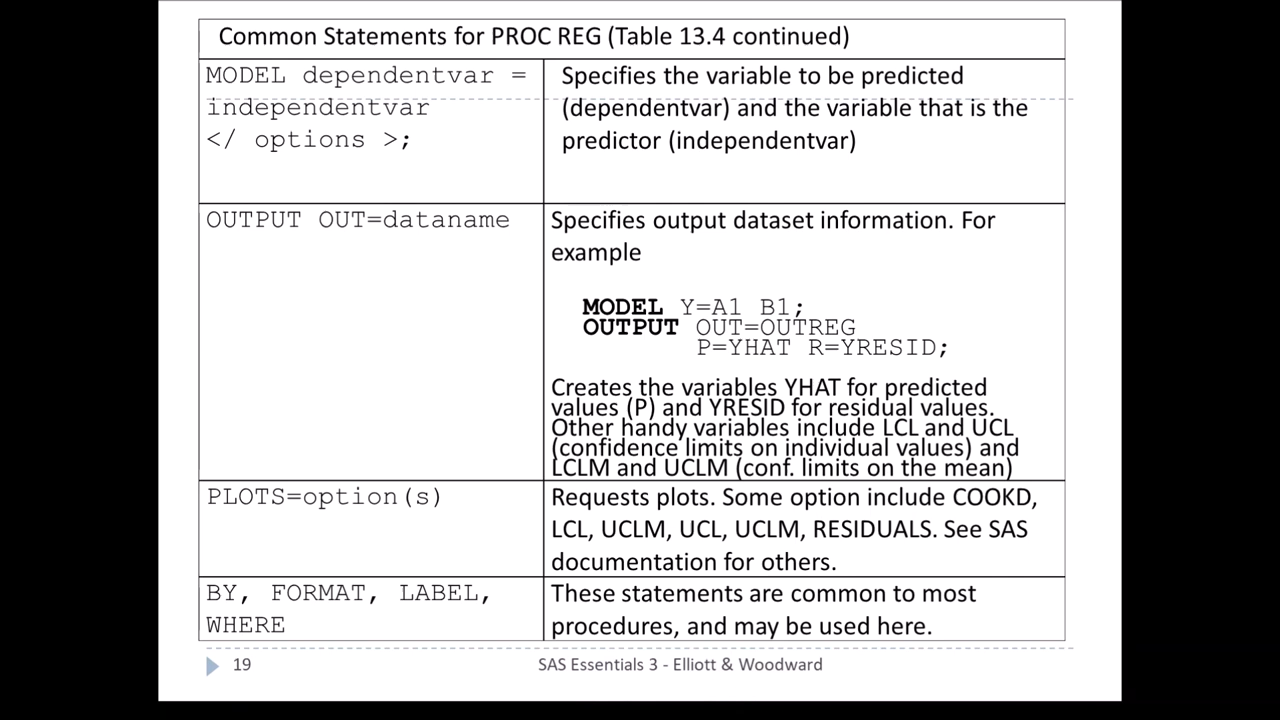 Common Statements for PROC REG (Table 13.4 continued)
MODEL dependentvar =
independentvar
</ options >;
Specifies the variable to be predicted
(dependentvar) and the variable that is the
predictor (independentvar)
OUTPUT OUT=dataname
Specifies output dataset information. For
example
MODEL Y=A1 B1;
OUTPUT OUT=OUTREG
P=YHAT R=YRESID;
Creates the variables YHAT for predicted
values (P) and YRESID for residual values.
Other handy variables include LCL and UCL
(confidence limits on individual values) and
LCLM and UCLM (conf. limits on the mean)
PLOTS=option(s)
Requests plots. Some option include COOKD,
LCL, UCLM, UCL, UCLM, RESIDUALS. See SAS
documentation for others.
BY, FORMAT, LABEL,
WHERE
These statements are common to most
procedures, and may be used here.
19
SAS Essentials 3 - Elliott & Woodward